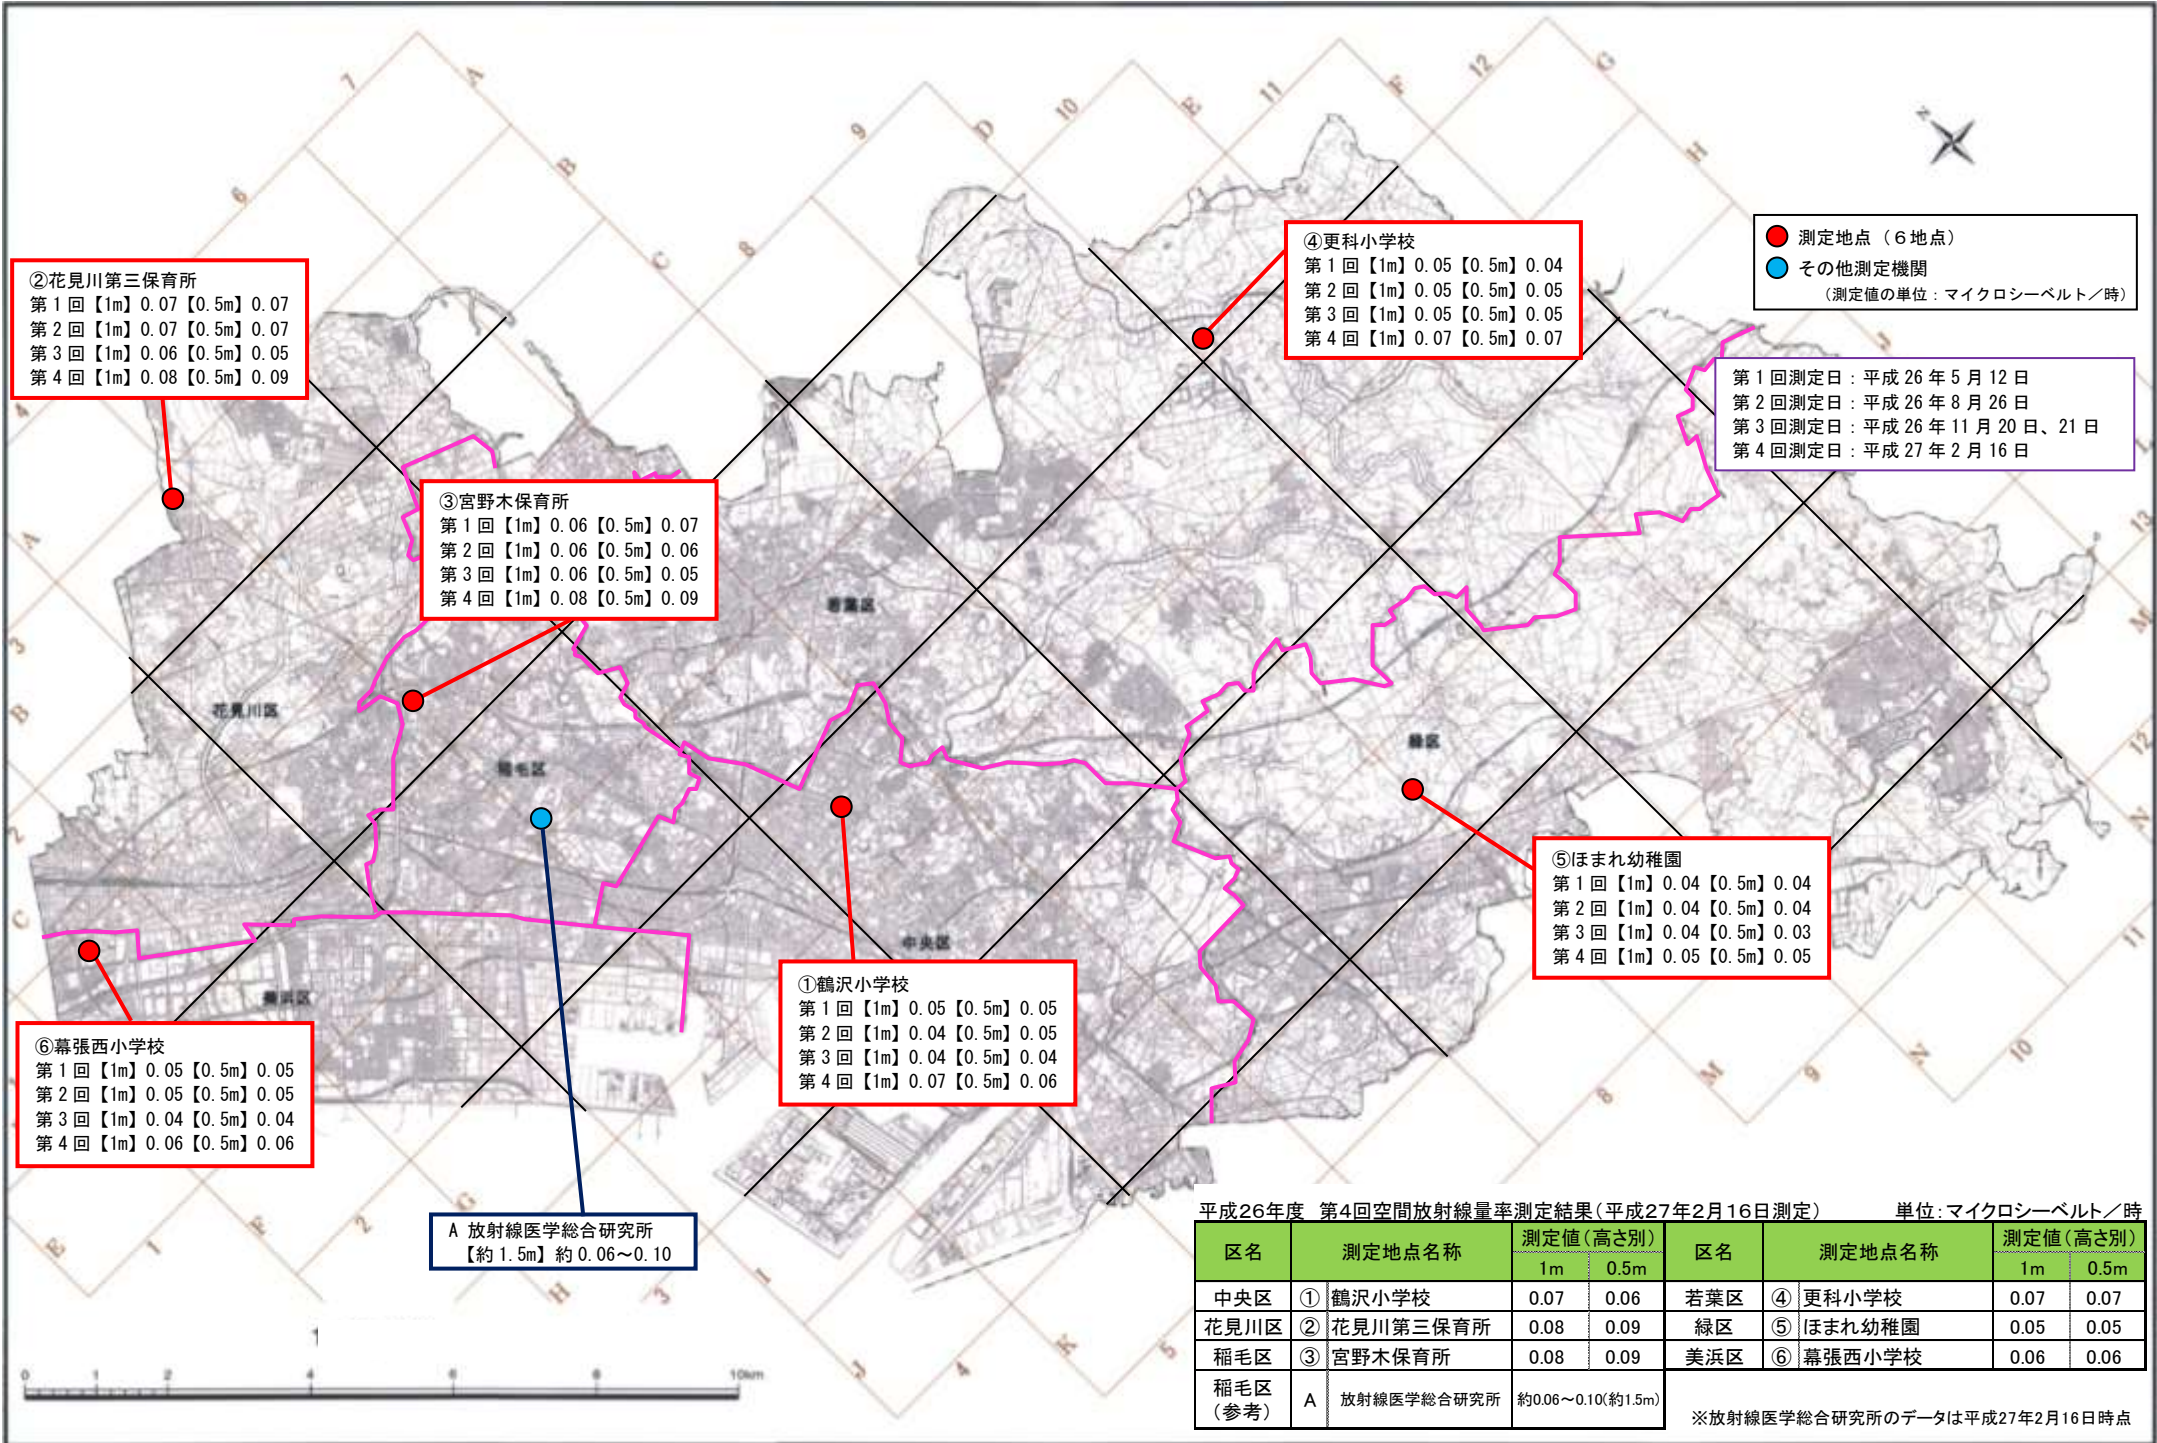 7
A
6
B
C
8
9
D
10
E
11
F
12
G
H
J
L
13
M
12
N
11
10
N
9
M
8
5
K
4
J
1
3
H
G
2
F
1
E
C
2
B
3
A
4
N
測定地点（６地点）
その他測定機関
（測定値の単位：マイクロシーベルト／時）
第１回測定日：平成26年5月12日
第２回測定日：平成26年8月26日
第３回測定日：平成26年11月20日、21日
第４回測定日：平成27年2月16日
②花見川第三保育所
第１回【1m】0.07【0.5m】0.07
第２回【1m】0.07【0.5m】0.07
第３回【1m】0.06【0.5m】0.05
第４回【1m】0.08【0.5m】0.09
④更科小学校
第１回【1m】0.05【0.5m】0.04
第２回【1m】0.05【0.5m】0.05
第３回【1m】0.05【0.5m】0.05
第４回【1m】0.07【0.5m】0.07
③宮野木保育所
第１回【1m】0.06【0.5m】0.07
第２回【1m】0.06【0.5m】0.06
第３回【1m】0.06【0.5m】0.05
第４回【1m】0.08【0.5m】0.09
若葉区
花見川区
稲毛区
緑区
中央区
美浜区
⑤ほまれ幼稚園
第１回【1m】0.04【0.5m】0.04
第２回【1m】0.04【0.5m】0.04
第３回【1m】0.04【0.5m】0.03
第４回【1m】0.05【0.5m】0.05
①鶴沢小学校
第１回【1m】0.05【0.5m】0.05
第２回【1m】0.04【0.5m】0.05
第３回【1m】0.04【0.5m】0.04
第４回【1m】0.07【0.5m】0.06
⑥幕張西小学校
第１回【1m】0.05【0.5m】0.05
第２回【1m】0.05【0.5m】0.05
第３回【1m】0.04【0.5m】0.04
第４回【1m】0.06【0.5m】0.06
A 放射線医学総合研究所
【約1.5m】約0.06～0.10
0 1 2 4 6 8 10km
平成26年度 第4回空間放射線量率測定結果（平成27年2月16日測定） 単位：マイクロシーベルト／時
区名 測定地点名称 測定値（高さ別） 区名 測定地点名称 測定値（高さ別）
1m 0.5m 1m 0.5m
中央区 ① 鶴沢小学校 0.07 0.06 若葉区 ④ 更科小学校 0.07 0.07
花見川区 ② 花見川第三保育所 0.08 0.09 緑区 ⑤ ほまれ幼稚園 0.05 0.05
稲毛区 ③ 宮野木保育所 0.08 0.09 美浜区 ⑥ 幕張西小学校 0.06 0.06
稲毛区（参考） A 放射線医学総合研究所 約0.06～0.10(約1.5m)
※放射線医学総合研究所のデータは平成27年2月16日時点